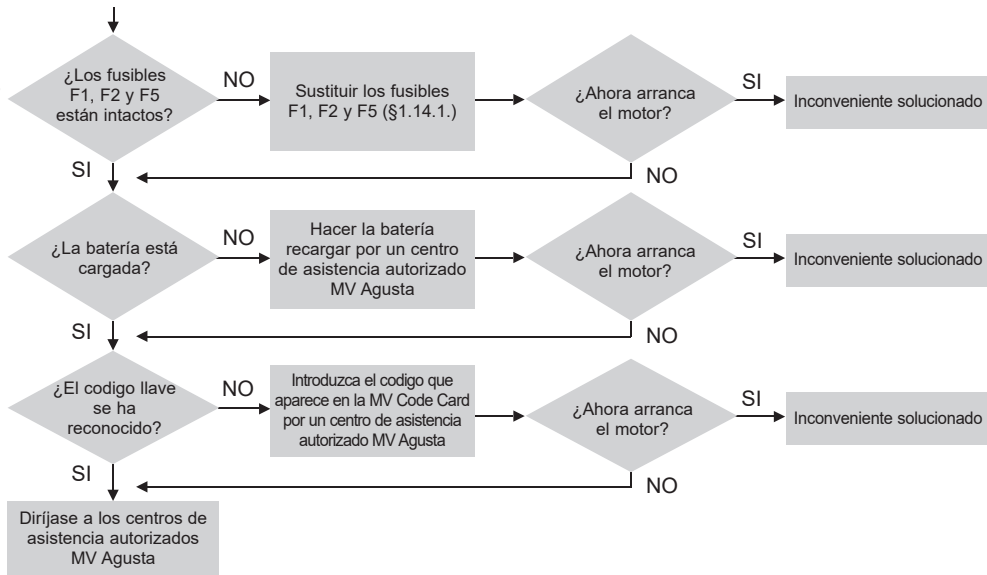 ¿Los fusibles
F1, F2 y F5
están intactos?
NO
Sustituir los fusibles
F1, F2 y F5 (§1.14.1.)
¿Ahora arranca
el motor?
SI
Inconveniente solucionado
SI
NO
¿La batería está
cargada?
NO
Hacer la batería
recargar por un centro
de asistencia autorizado
MV Agusta
¿Ahora arranca
el motor?
SI
Inconveniente solucionado
SI
NO
¿El codigo llave
se ha
reconocido?
NO
Introduzca el codigo que
aparece en la MV Code Card
por un centro de asistencia
autorizado MV Agusta
¿Ahora arranca
el motor?
SI
Inconveniente solucionado
SI
NO
Diríjase a los centros de
asistencia autorizados
MV Agusta